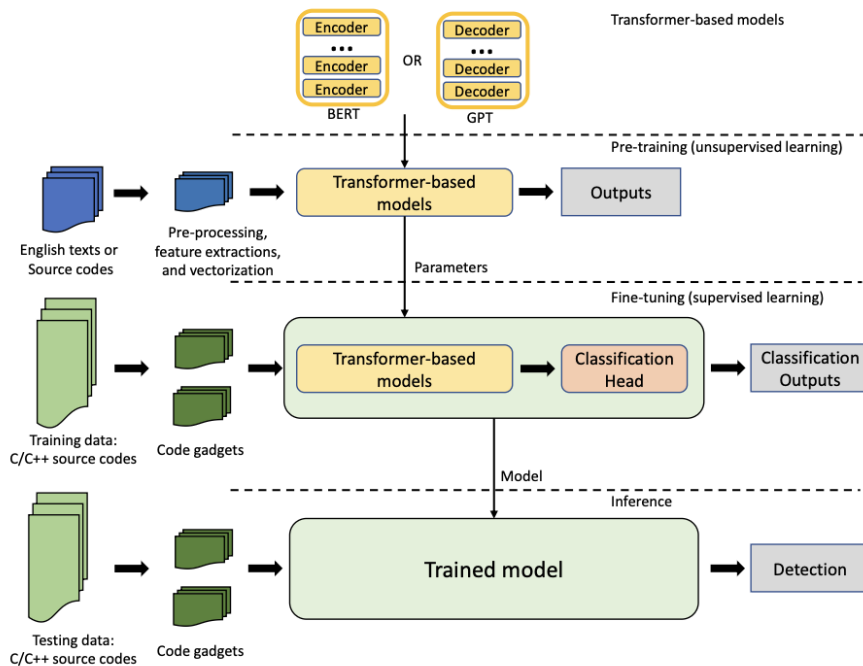 Transformer-based models
Encoder
...
Encoder
Encoder
BERT
OR
Decoder
...
Decoder
Decoder
GPT
Pre-training (unsupervised learning)
English texts or
Source codes
Pre-processing,
feature extractions,
and vectorization
Transformer-based
models
Outputs
Parameters
Fine-tuning (supervised learning)
Training data:
C/C++ source codes
Code gadgets
Transformer-based
models
Classification
Head
Classification
Outputs
Model
Inference
Testing data:
C/C++ source codes
Code gadgets
Trained model
Detection